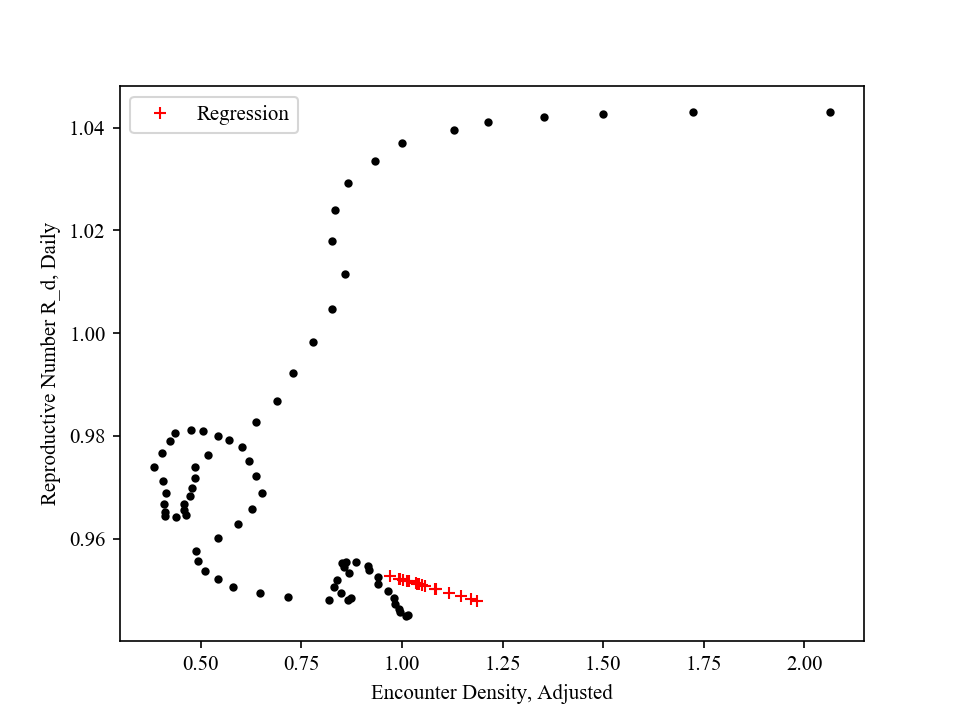 Regression
1.04
1.02
1.00
0.98
0.96
Reproductive Number R_d, Daily
0.50 0.75 1.00 1.25 1.50 1.75 2.00
Encounter Density, Adjusted